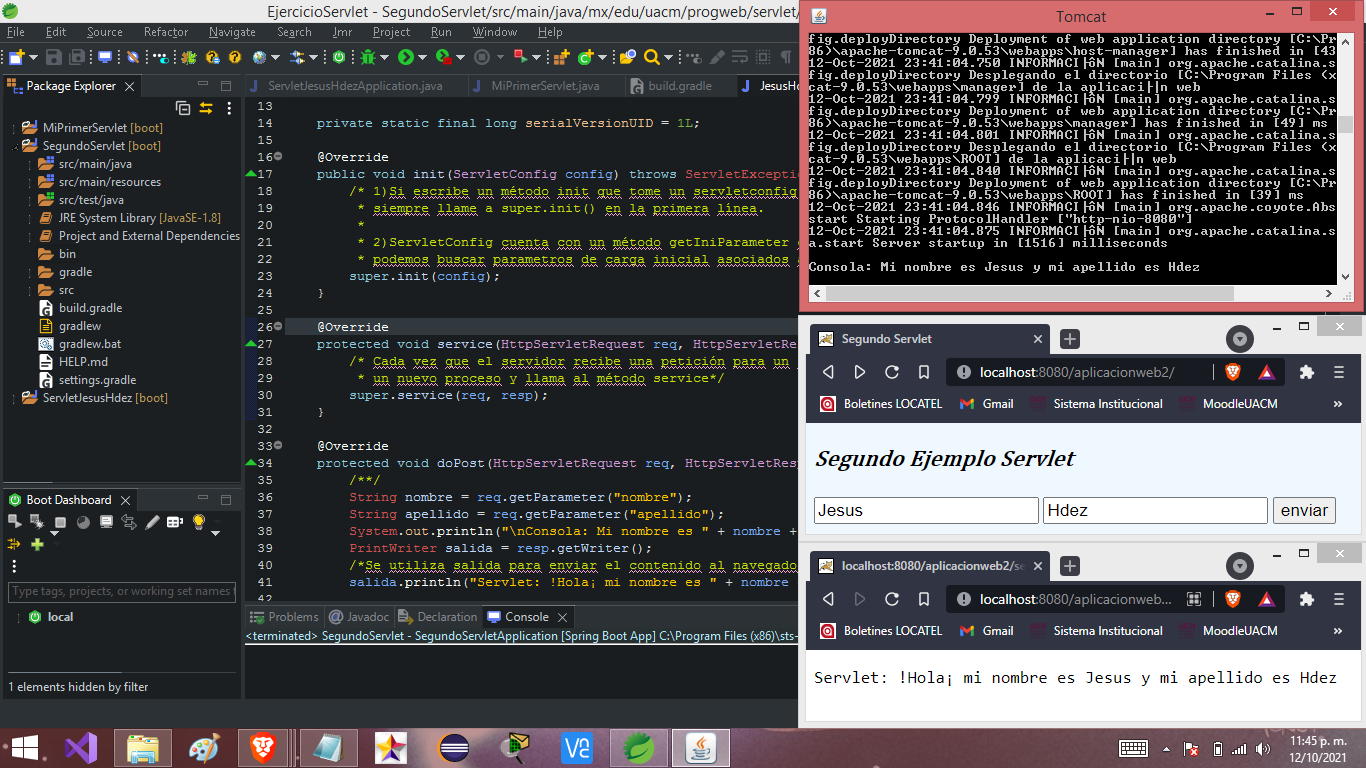 EjercicioServlet - SegundoServlet/src/main/java/mx/edu/uacm/progweb/servlet/
File Edit Source Refactor Navigate Search Jmr Project Run Window Help
Package Explorer
MiPrimerServlet [boot]
SegundoServlet [boot]
src/main/java
src/main/resources
src/test/java
JRE System Library [JavaSE-1.8]
Project and External Dependencies
bin
gradle
src
build.gradle
gradlew
gradlew.bat
HELP.md
settings.gradle
ServletJesusHdez [boot]
Boot Dashboard
Type tags, projects, or working set names
local
1 elements hidden by filter
ServletJesusHdezApplication.java MiPrimerServlet.java build.gradle JesusHd
13
14 private static final long serialVersionUID = 1L;
15
16 @Override
17 public void init(ServletConfig config) throws ServletException
18 /* 1)Si escribe un método init que tome un servletconfig
19 * siempre llame a super.init() en la primera línea.
20 *
21 * 2)ServletConfig cuenta con un método getIniParameter
22 * podemos buscar parametros de carga inicial asociados
23 super.init(config);
24 }
25
26 @Override
27 protected void service(HttpServletRequest req, HttpServletRes
28 /* Cada vez que el servidor recibe una petición para un
29 * un nuevo proceso y llama al método service*/
30 super.service(req, resp);
31 }
32
33 @Override
34 protected void doPost(HttpServletRequest req, HttpServletResp
35 /**/
36 String nombre = req.getParameter("nombre");
37 String apellido = req.getParameter("apellido");
38 System.out.println("\nConsola: Mi nombre es " + nombre +
39 PrintWriter salida = resp.getWriter();
40 /*Se utiliza salida para enviar el contenido al navegado
41 salida.println("Servlet: !Hola¡ mi nombre es " + nombre
42
Problems Javadoc Declaration Console
<terminated> SegundoServlet - SegundoServletApplication [Spring Boot App] C:\Program Files (x86)\sts-
Tomcat
fig.deployDirectory Deployment of web application directory [C:\Pr
86)\apache-tomcat-9.0.53\webapps\host-manager] has finished in [43
12-Oct-2021 23:41:04.750 INFORMACI├ôN [main] org.apache.catalina.s
fig.deployDirectory Desplegando el directorio [C:\Program Files (x
cat-9.0.53\webapps\manager] de la aplicaci├│n web
12-Oct-2021 23:41:04.799 INFORMACI├ôN [main] org.apache.catalina.s
fig.deployDirectory Deployment of web application directory [C:\Pr
86)\apache-tomcat-9.0.53\webapps\manager] has finished in [49] ms
12-Oct-2021 23:41:04.801 INFORMACI├ôN [main] org.apache.catalina.s
fig.deployDirectory Desplegando el directorio [C:\Program Files (x
cat-9.0.53\webapps\ROOT] de la aplicaci├│n web
12-Oct-2021 23:41:04.840 INFORMACI├ôN [main] org.apache.catalina.s
fig.deployDirectory Deployment of web application directory [C:\Pr
86)\apache-tomcat-9.0.53\webapps\ROOT] has finished in [39] ms
12-Oct-2021 23:41:04.846 INFORMACI├ôN [main] org.apache.coyote.Abs
start Starting ProtocolHandler ["http-nio-8080"]
12-Oct-2021 23:41:04.875 INFORMACI├ôN [main] org.apache.catalina.s
a.start Server startup in [1516] milliseconds
Consola: Mi nombre es Jesus y mi apellido es Hdez
Segundo Servlet
localhost:8080/aplicacionweb2/
Boletines LOCATEL Gmail Sistema Institucional MoodleUACM »
Segundo Ejemplo Servlet
Jesus Hdez enviar
localhost:8080/aplicacionweb2/se
localhost:8080/aplicacionweb...
Boletines LOCATEL Gmail Sistema Institucional MoodleUACM »
Servlet: !Hola¡ mi nombre es Jesus y mi apellido es Hdez
11:45 p. m.
12/10/2021